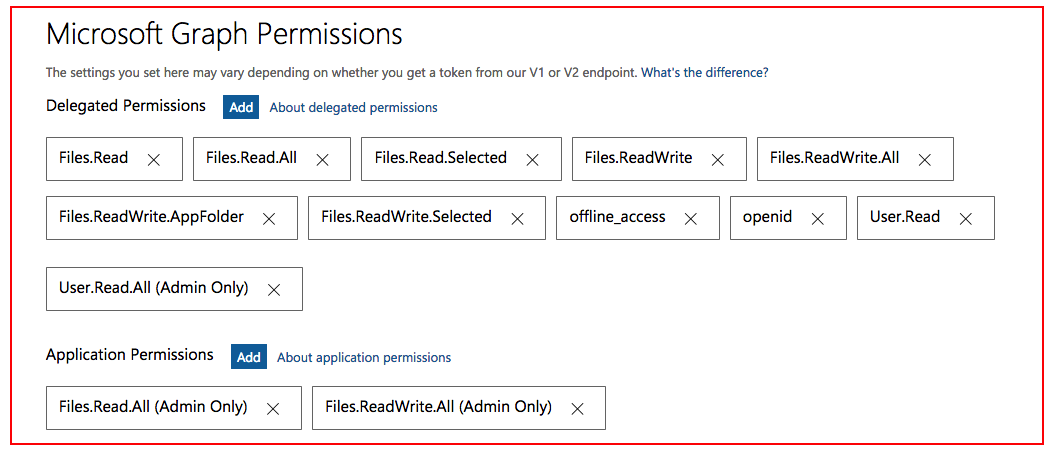 Microsoft Graph Permissions
The settings you set here may vary depending on whether you get a token from our V1 or V2 endpoint. What's the difference?
Delegated Permissions Add About delegated permissions
Files.Read Files.Read.All Files.Read.Selected Files.ReadWrite Files.ReadWrite.All
Files.ReadWrite.AppFolder Files.ReadWrite.Selected offline_access openid User.Read
User.Read.All (Admin Only)
Application Permissions Add About application permissions
Files.Read.All (Admin Only) Files.ReadWrite.All (Admin Only)